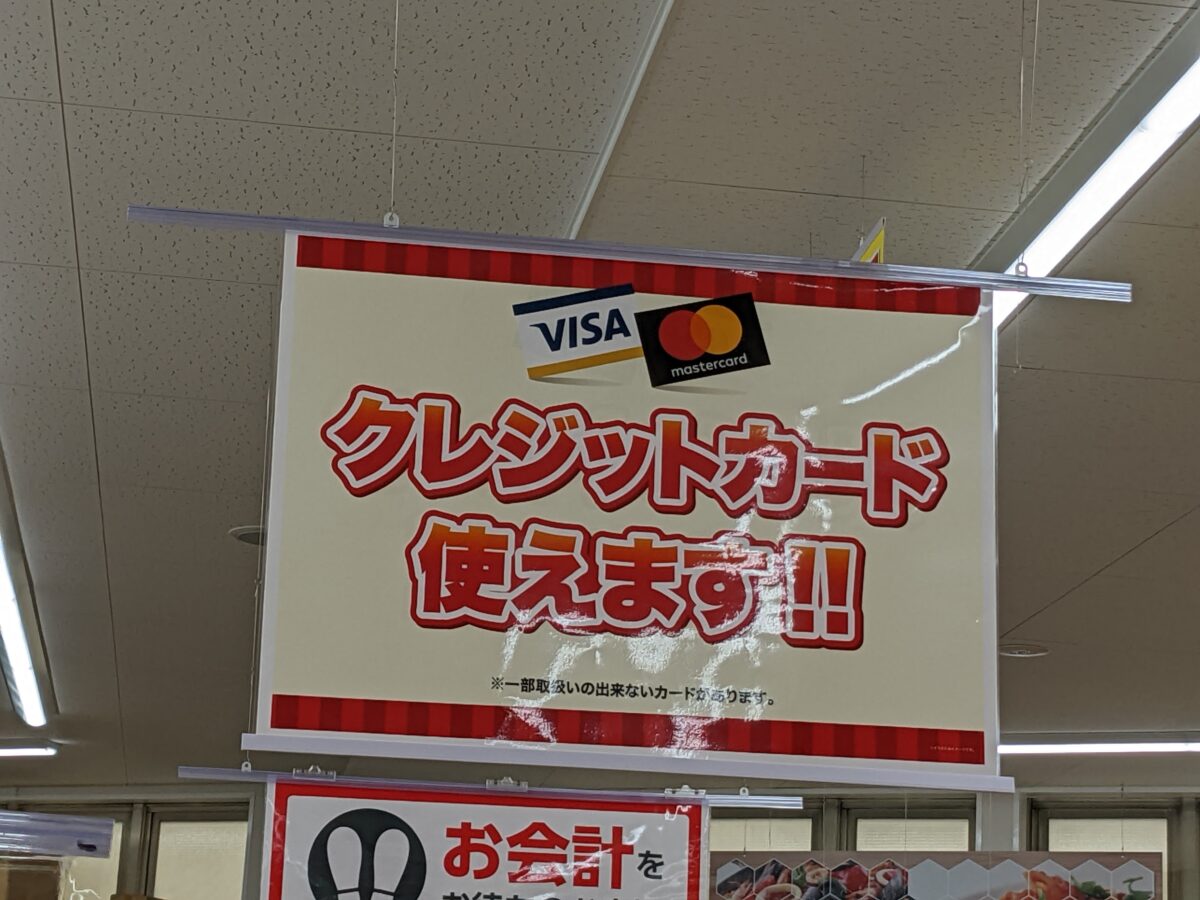 VISA
mastercard
クレジットカード
使えます!!
※一部取扱いの出来ないカードがあります。
お会計を